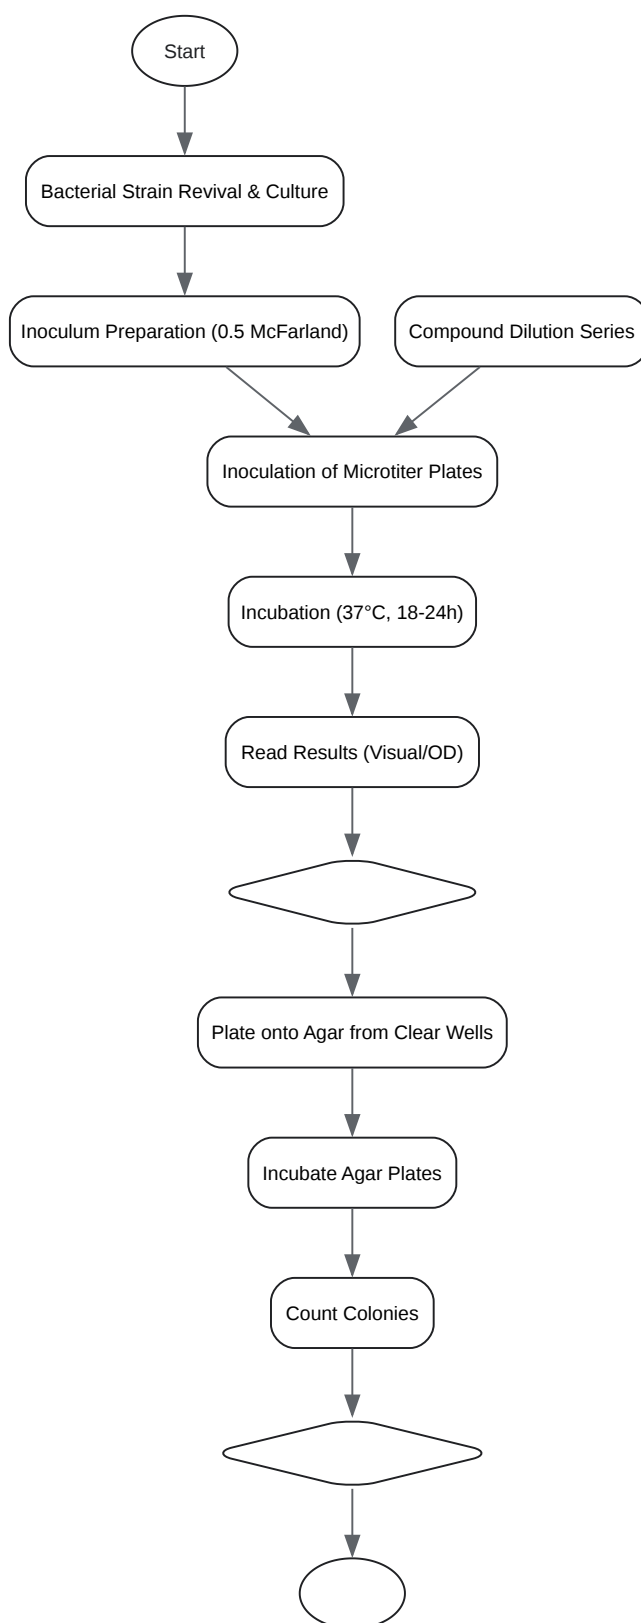 Start
Bacterial Strain Revival & Culture
Inoculum Preparation (0.5 McFarland)
Compound Dilution Series
Inoculation of Microtiter Plates
Incubation (37°C, 18-24h)
Read Results (Visual/OD)
Plate onto Agar from Clear Wells
Incubate Agar Plates
Count Colonies